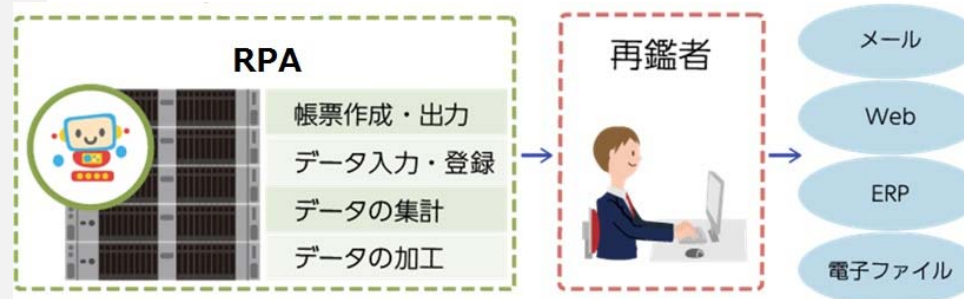 RPA
帳票作成・出力
データ入力・登録
データの集計
データの加工
再鑑者
メール
Web
ERP
電子ファイル